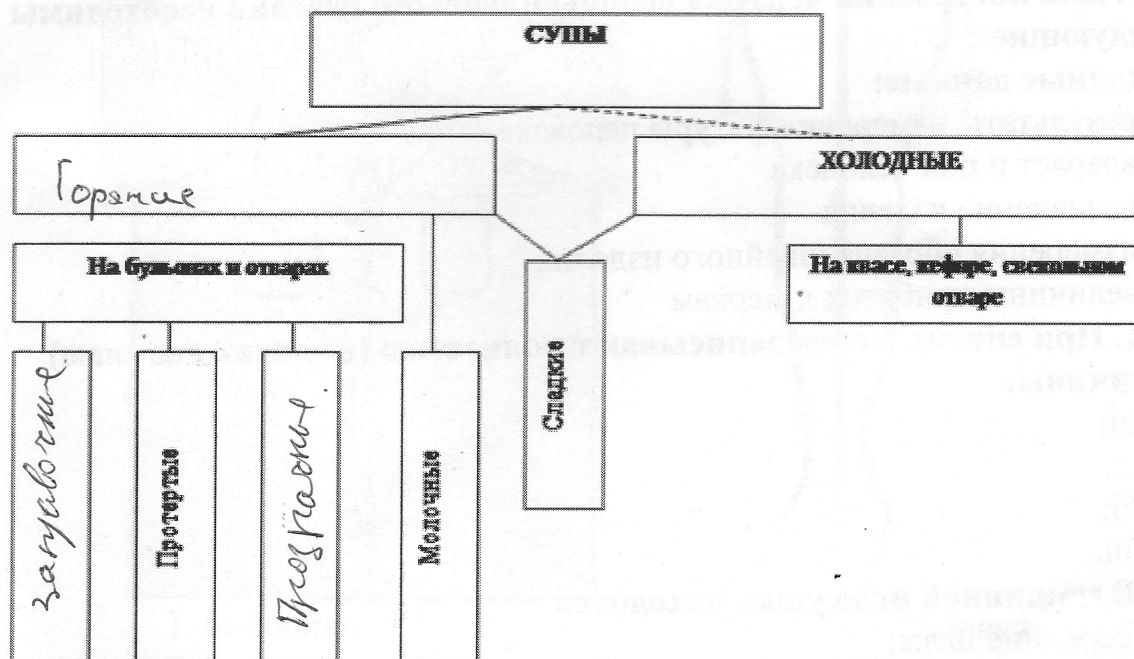 СУПЫ
Горячие
ХОЛОДНЫЕ
На бульонах и отварах
На квасе, кефире, свекольном
отваре
Заправочные
Протертые
Прозрачные
Молочные
Сладкие